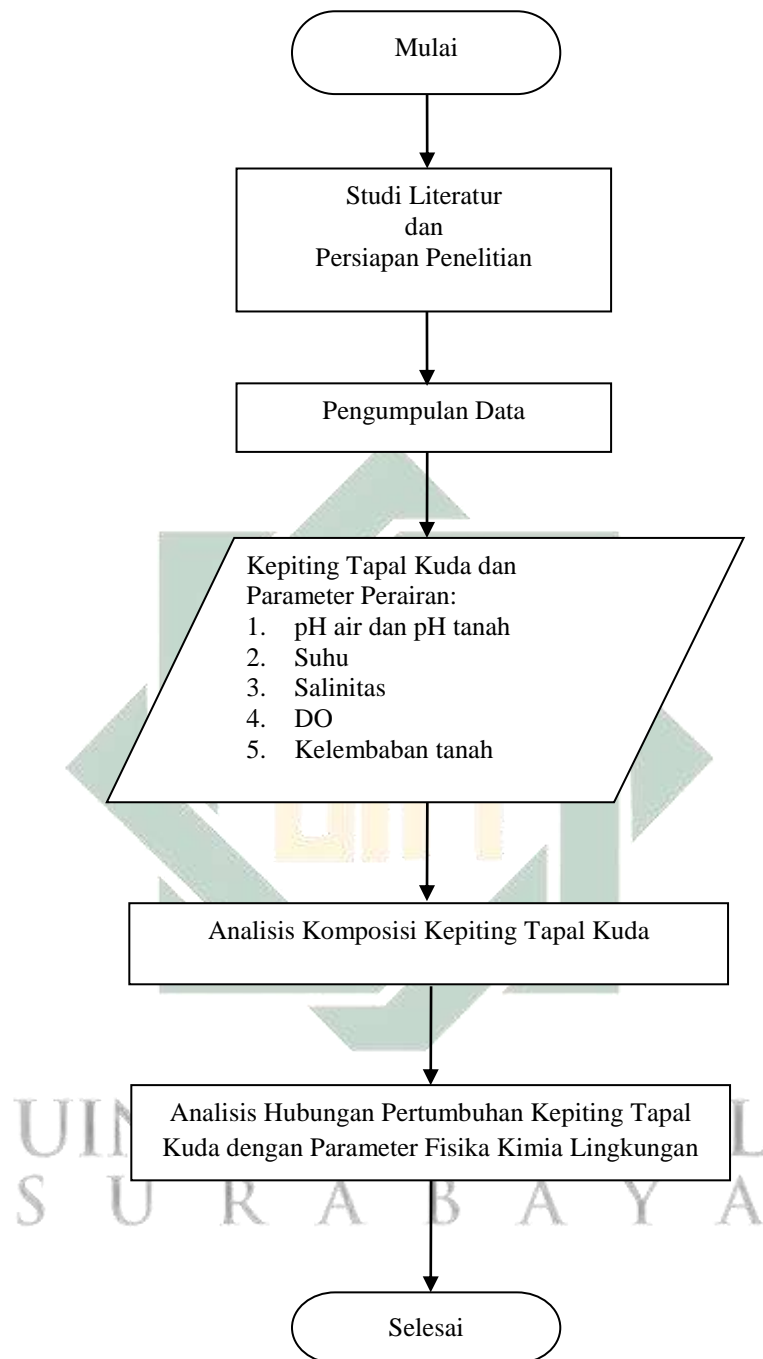 Mulai
Studi Literatur
dan
Persiapan Penelitian
Pengumpulan Data
Kepiting Tapal Kuda dan
Parameter Perairan:
1. pH air dan pH tanah
2. Suhu
3. Salinitas
4. DO
5. Kelembaban tanah
Analisis Komposisi Kepiting Tapal Kuda
Analisis Hubungan Pertumbuhan Kepiting Tapal
Kuda dengan Parameter Fisika Kimia Lingkungan
S U R A B A Y A
Selesai